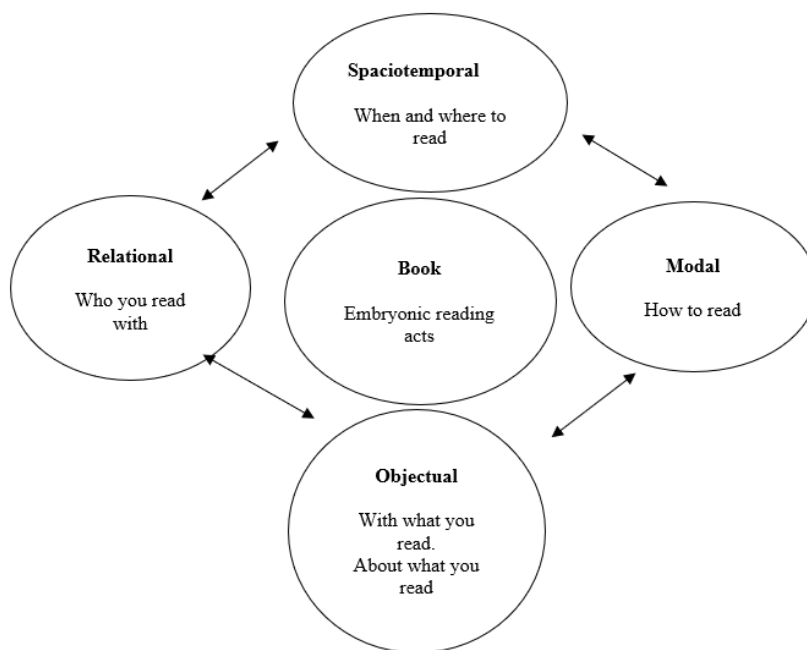 Spaciotemporal
When and where to
read
Relational
Who you read
with
Book
Embryonic reading
acts
Modal
How to read
Objectual
With what you
read.
About what you
read